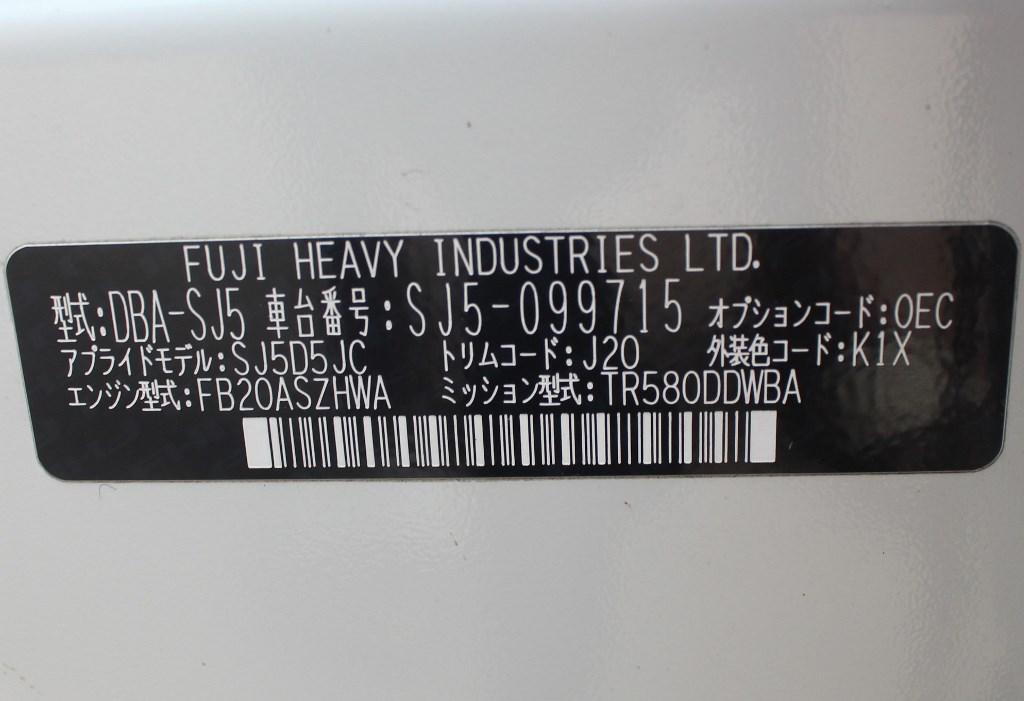 FUJI HEAVY INDUSTRIES LTD.
型式:DBA-SJ5 車台番号:SJ5-099715 オプションコード:OEC
アプライドモデル:SJ5D5JC トリムコード:J20 外装色コード:K1X
エンジン型式:FB20ASZHWA ミッション型式:TR580DDWBA